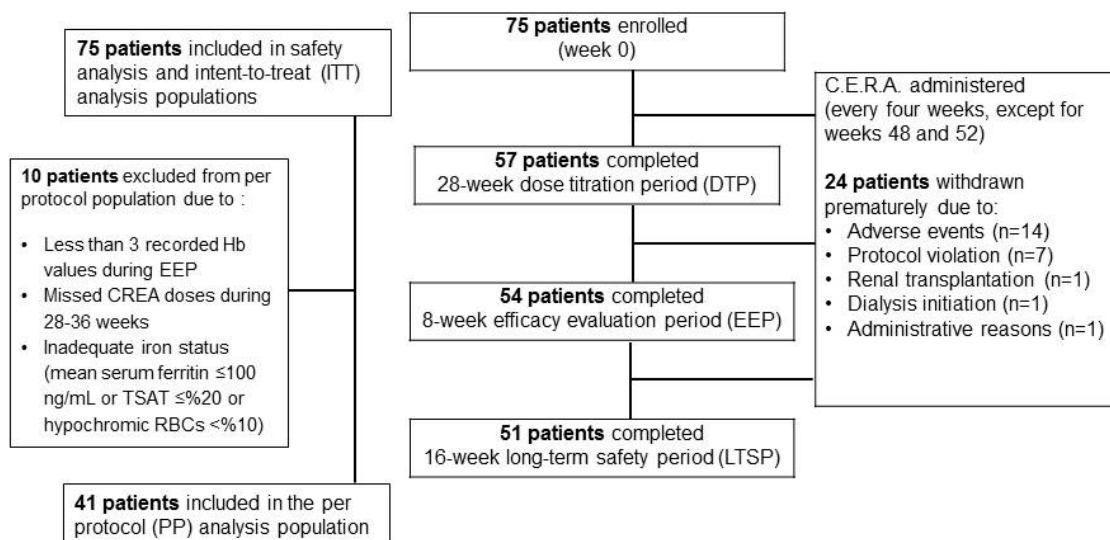 75 patients included in safety
analysis and intent-to-treat (ITT)
analysis populations
10 patients excluded from per
protocol population due to :
• Less than 3 recorded Hb
values during EEP
• Missed CREA doses during
28-36 weeks
• Inadequate iron status
(mean serum ferritin ≤100
ng/mL or TSAT ≤%20 or
hypochromic RBCs <%10)
41 patients included in the per
protocol (PP) analysis population
75 patients enrolled
(week 0)
57 patients completed
28-week dose titration period (DTP)
54 patients completed
8-week efficacy evaluation period (EEP)
51 patients completed
16-week long-term safety period (LTSP)
C.E.R.A. administered
(every four weeks, except for
weeks 48 and 52)
24 patients withdrawn
prematurely due to:
• Adverse events (n=14)
• Protocol violation (n=7)
• Renal transplantation (n=1)
• Dialysis initiation (n=1)
• Administrative reasons (n=1)